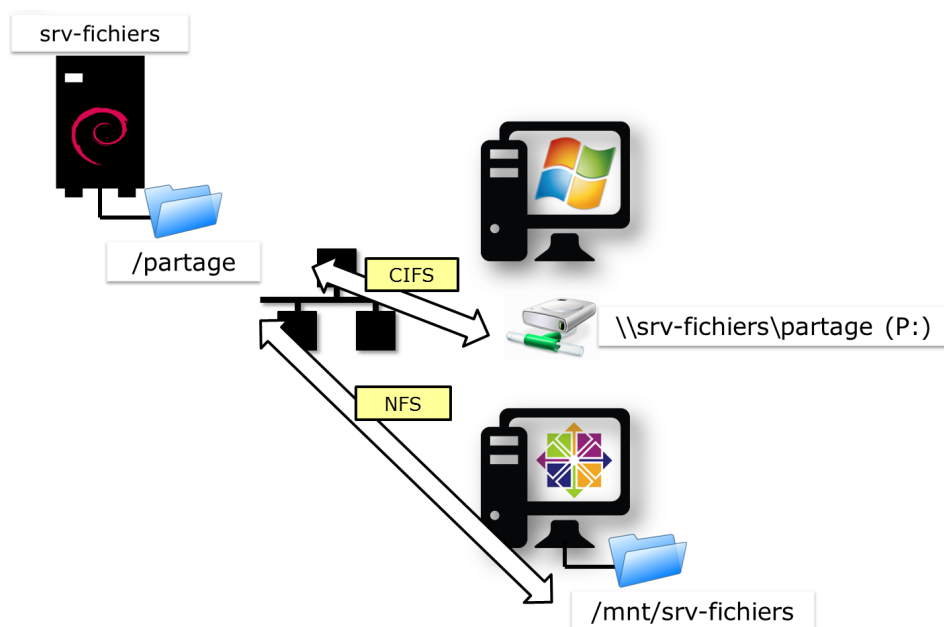 srv-fichiers
/partage
CIFS
\\srv-fichiers\partage (P:)
NFS
/mnt/srv-fichiers